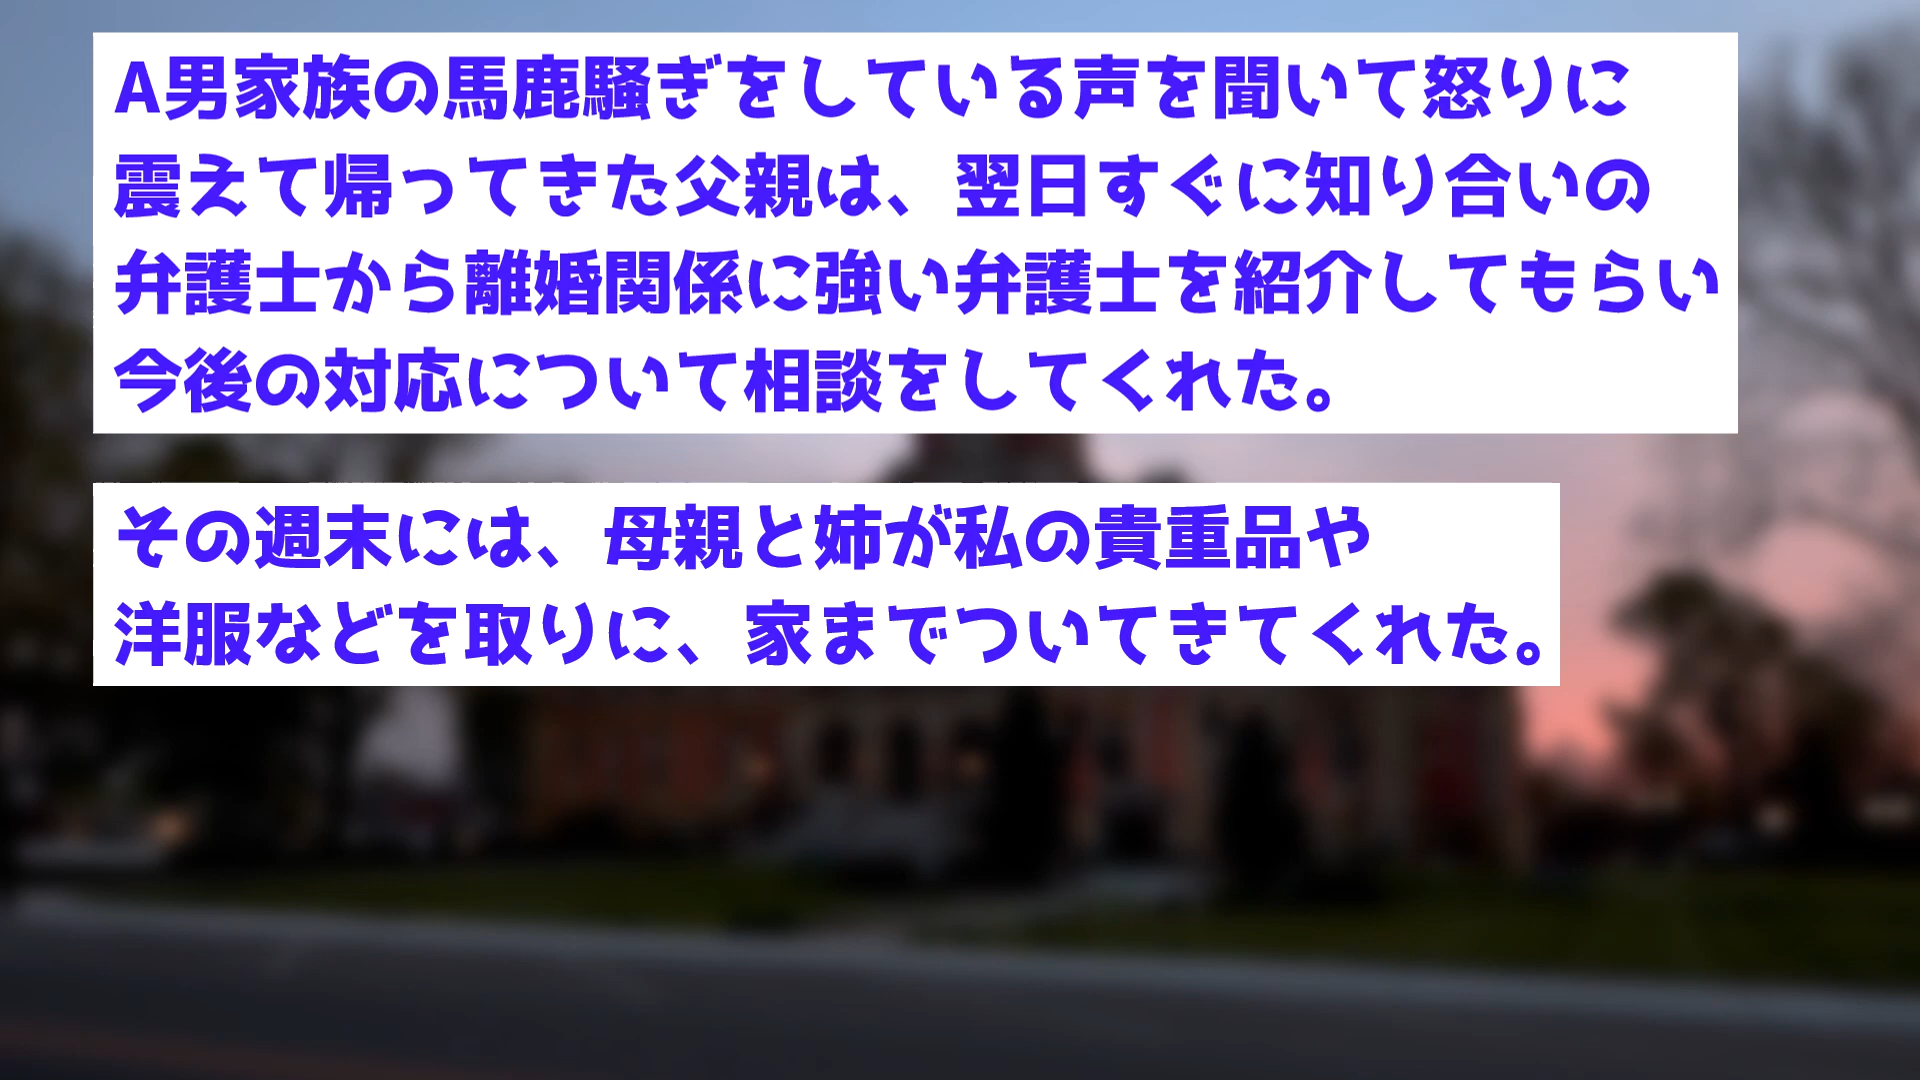 A男家族の馬鹿騒ぎをしている声を聞いて怒りに
震えて帰ってきた父親は、翌日すぐに知り合いの
弁護士から離婚関係に強い弁護士を紹介してもらい
今後の対応について相談をしてくれた。
その週末には、母親と姉が私の貴重品や
洋服などを取りに、家までついてきてくれた。